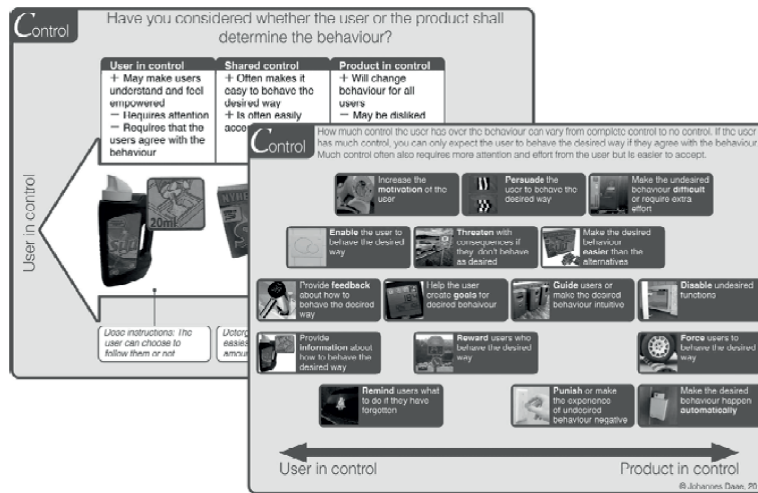 Control
Have you considered whether the user or the product shall
determine the behaviour?
User in control
+ May make users
understand and feel
empowered
− Requires attention
− Requires that the
users agree with the
behaviour
Shared control
+ Often makes it
easy to behave the
desired way
+ Is often easily
Product in control
+ Will change
behaviour for all
users
− May be disliked
User in control
20ml
Dose instructions: The
user can choose to
follow them or not
Control
How much control the user has over the behaviour can vary from complete control to no control. If the user
has much control, you can only expect the user to behave the desired way if they agree with the behaviour
Much control often also requires more attention and effort from the user but is easier to accept.
Increase the
motivation of the
user
Persuade the
user to behave the
desired way
Make the undesired
behaviour difficult
or require extra
effort
Enable the user to
behave the desired
way
Threaten with
consequences if
they don't behave
as desired
Make the desired
behaviour
easier than the
alternatives
Provide feedback
about how to
behave the desired
way
Help the user
create goals for
desired behaviour
Guide users or
make the desired
behaviour intuitive
Disable undesired
functions
Provide
information about
how to behave the
desired way
Reward users who
behave the desired
way
Force users to
behave the desired
way
Remind users what
to do if they have
forgotten
Punish or make
the experience
of undesired
behaviour negative
Make the desired
behaviour happen
automatically
User in control
Product in control
© Johannes Daae, 20